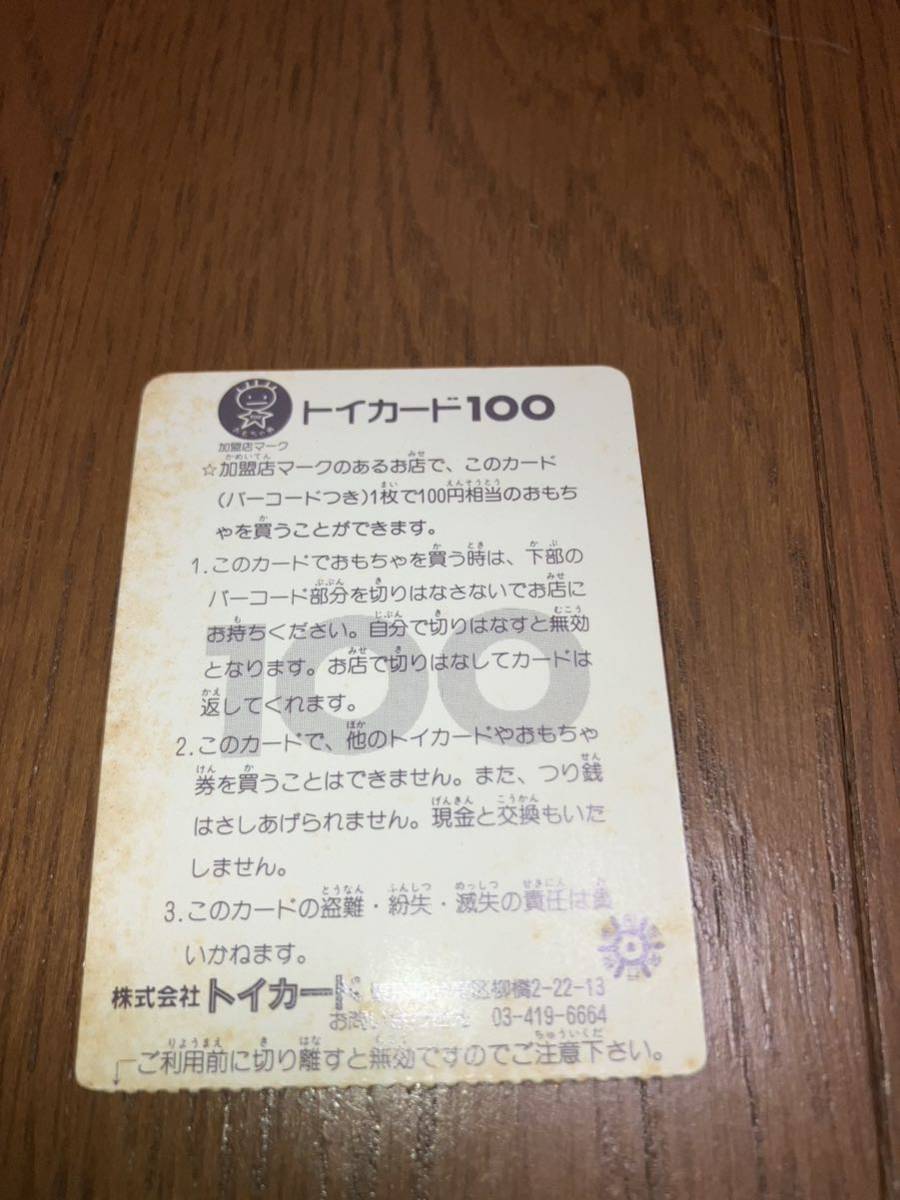 トイカード100
加盟店マーク
☆加盟店マークのあるお店で、このカード
(バーコードつき)1枚で100円相当のおもち
ゃを買うことができます。
1.このカードでおもちゃを買う時は、下部の
バーコード部分を切りはなさないでお店に
お持ちください。自分で切りはなすと無効
となります。お店で切りはなしてカードは
返してくれます。
2.このカードで、他のトイカードやおもちゃ
券を買うことはできません。また、つり銭
はさしあげられません。現金と交換もいた
しません。
3.このカードの盗難・紛失・滅失の責任は負
いかねます。
100
株式会社トイカード 区柳橋2-22-13
03-419-6664
ご利用前に切り離すと無効ですのでご注意下さい。